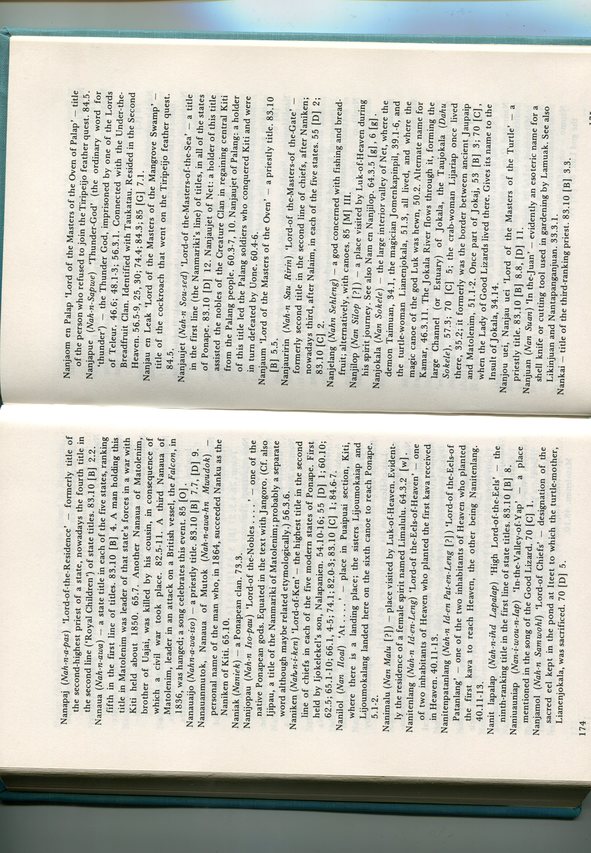 Nanapaj (Nah-n-a-pas) 'Lord-of-the-Residence' — formerly title of
the second-highest priest of a state, nowadays the fourth title in
the second line ('Royal Children') of state titles. 83.10 [B] 2.2.
Nanaua (Nah-n-awa) — a state title in each of the five states, ranking
fifth in the first line of titles. 83.10 [B] 4. A man holding this
title in Matolenim was leader of that state's forces in a war with
Kiti held about 1850. 65.7. Another Nanaua of Matolenim,
brother of Uajai, was killed by his cousin, in consequence of
which a civil war took place. 82.5-11. A third Nanaua of
Matolenim, leader in an attack on a British vessel, the Falcon, in
1836, was hanged; a song celebrates this event. 85 [O].
Nanauaijo (Nahn-a-wa-iso) — a priestly title. 83.10 [B] 7.7, [D] 9.
Nanauanmutok, Nanaua of Mutok (Nah-n-awa-hn Mwudok) —
personal name of the man who, in 1864, succeeded Nanku as the
Naniken of Kiti. 65.10.
Naniak (Naniek) — a Ponapean clan. 73.3.
Nanijopau (Nah-n Iso-pau) 'Lord-of-the-Nobles . . . .' — one of the
native Ponapean gods. Equated in the text with Jangoro. (Cf. also
Ijipau, a title of the Nanmariki of Matolenim; probably a separate
word although maybe related etymologically.) 56.3.6.
Naniken (Nah-n-i-ken) 'Lord-of-Ken' — the highest title in the second
line of chiefs in each of the five modern states of Ponape. First
held by Ijokelekel's son, Nalapanien. 54.10-16; 55 [D] 1; 60.10;
62.5; 65.1-10; 66.1, 4-5; 74.1; 82.0-3; 83.10 [C] 1; 84.6-7.
Nanilol (Nan Iloal) 'At . . . .' — place in Puaipuai section, Kiti,
where there is a landing place; the sisters Lijoumokaiap and
Lijoumokalang landed here on the sixth canoe to reach Ponape.
5.1-2.
Nanimalu (Nan Malu [?]) — place visited by Luk-of-Heaven. Evident-
ly the residence of a female spirit named Limalulu. 64.3.2 [w].
Nanitenlang (Nah-n Id-en-Leng) 'Lord-of-the-Eels-of-Heaven' — one
of two inhabitants of Heaven who planted the first kava received
in Heaven. 40.11-13.
Nanitenpatanlang (Nah-n Id-en Pat-en-Leng [?]) 'Lord-of-the-Eels-of
Patanlang' — one of the two inhabitants of Heaven who planted
the first kava to reach Heaven, the other being Nanitenlang.
40.11-13.
Nanit lapalap (Nah-n-ihd Lapalap) 'High Lord-of-the-Eels' — the
ninth-ranking title in the first line of state titles. 83.10 [B] 8.
Naniuauniap (Nan-i-wou-n-Iap) 'In-the-Valley-of-Yap' — a place
mentioned in the song of the Good Lizard. 70 [C] 1.
Nanjamol (Nah-n Samwohl) 'Lord-of Chiefs' — designation of the
sacred eel kept in the pond at Iteet to which the turtle-mother,
Lianenjokala, was sacrificed. 70 [D] 5.
174
Nanjaom en Palap 'Lord of the Masters of the Oven of Palap' — title
of the person who refused to join the Tiripeijo feather quest. 84.5.
Nanjapue (Nah-n-Sapwe) 'Thunder-God' (the ordinary word for
'thunder') — the Thunder God, imprisoned by one of the Lords
of Teleur. 46.6; 48.1-3; 56.3.1. Connected with the Under-the-
Breadfruit Clan. Identified with Taukatau. Resided in the Second
Heaven. 56.5-9, 25, 30; 74.4; 84.3; 85 [G] 7.1.
Nanjau en Leak 'Lord of the Masters of the Mangrove Swamp' —
title of the cockroach that went on the Tiripeijo feather quest.
84.5.
Nanjaujet (Nah-n Sou-sed) 'Lord-of-the-Masters-of-the-Sea' — a title
in the first line (the Nanmariki's line) of titles, in all of the states
of Ponape. 83.10 [D] 12. Nanjaujet of Net: a holder of this title
assisted the nobles of the Creature Clan in regaining central Kiti
from the Palang people. 60.3-7, 10. Nanjaujet of Palang: a holder
of this title led the Palang soldiers who conquered Kiti and were
in turn defeated by Uone. 60.4-6.
Nanjaum 'Lord of the Masters of the Oven' — a priestly title. 83.10
[B] 5.5.
Nanjauririn (Nah-n Sau Ririn) 'Lord-of the-Masters-of the-Gate' —
formerly second title in the second line of chiefs, after Naniken;
nowadays third, after Nalaim, in each of the five states. 55 [D] 2;
83.10 [C] 2.
Nanjelang (Nahn Sehleng) — a god concerned with fishing and bread-
fruit; alternatively, with canoes. 85 [M] III.
Nanjilop (Nan Silop [?]) — a place visited by Luk-of-Heaven during
his spirit journey. See also Nam en Nanjilop. 64.3.5 [g], 6 [g].
Nanjokala (Nan Sokele) — the large interior valley of Net, where the
demon Taimuan, 34.1, the magician Jomenkapinpil, 39.1-6, and
the turtle-woman Lianenjokala, 51.3, all lived, and where the
magic canoe of the god Luk was hewn, 50.2. Alternate name for
Kamar, 46.3.11. The Jokala River flows through it, forming the
large Channel (or Estuary) of Jokala, the Taujokala (Dahu
Sokele), 57.3; 70 [C] 5; the crab-woman Lijariap once lived
there, 35.2; it formerly was the border between ancient Jaupaip
and Matolenim, 51.1-2. Once part of Jokaj, 53 [B] 3; 70 [C],
when the Lady of Good Lizards lived there. Gives its name to the
Insult of Jokala, 34.14.
Nanjou uei, Nanjau uei 'Lord of the Masters of the Turtle' — a
priestly title. 83.10 [B] 8.8, [D] 11.
Nanjuan (Nan Suan) 'In the-Juan' — evidently an esoteric name for a
shell knife or cutting tool used in gardening by Lamuak. See also
Likinjuan and Nantapanganjuan. 33.3.1.
Nankai — title of the third-ranking priest. 83.10 [B] 3.3.